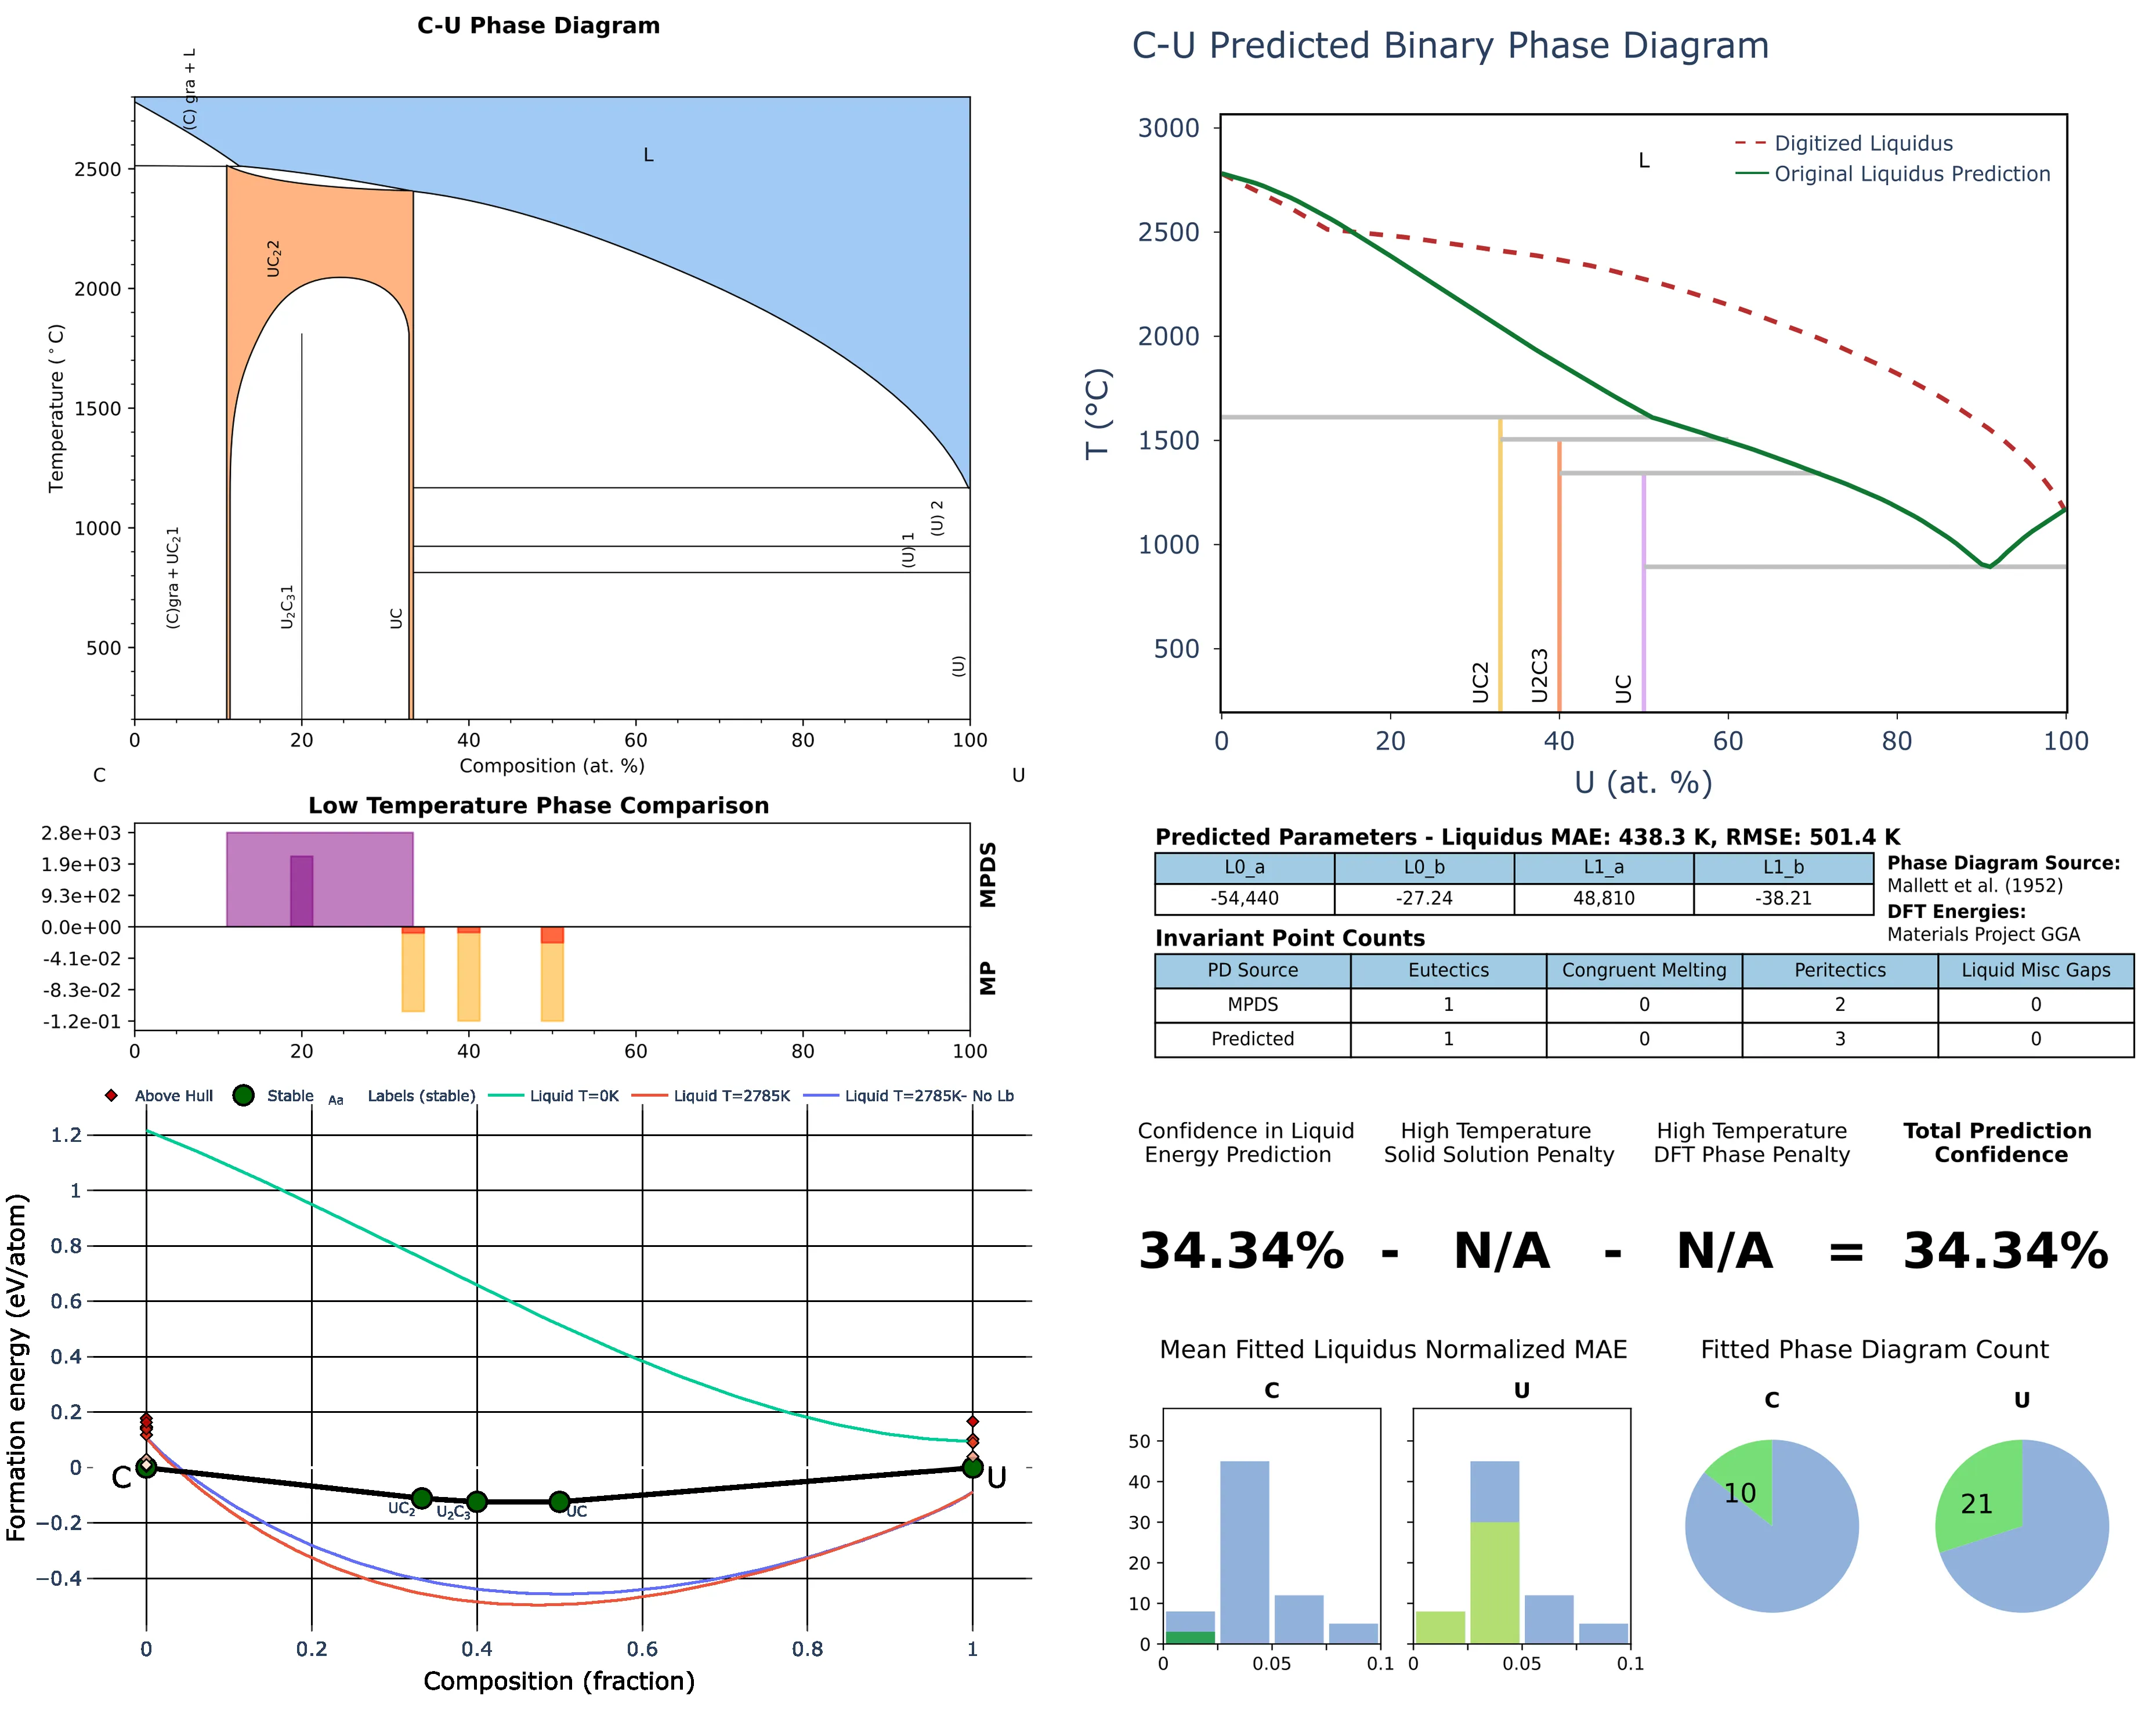 C-U Phase Diagram
(C) gra + L
L
UC₂2
(C)gra + UC₂1
U₂C₃1
UC
(U) 2
(U) 1
(U)
Temperature (°C)
2500
2000
1500
1000
500
0 20 40 60 80 100
Composition (at. %)
C U
Low Temperature Phase Comparison
2.8e+03
1.9e+03
9.3e+02
0.0e+00
-4.1e-02
-8.3e-02
-1.2e-01
MPDS
MP
0 20 40 60 80 100
Above Hull Stable Aa Labels (stable) Liquid T=0K Liquid T=2785K Liquid T=2785K- No Lb
Formation energy (eV/atom)
1.2
1
0.8
0.6
0.4
0.2
0
−0.2
−0.4
C U
UC₂ U₂C₃ UC
0 0.2 0.4 0.6 0.8 1
Composition (fraction)
C-U Predicted Binary Phase Diagram
L
Digitized Liquidus
Original Liquidus Prediction
T (°C)
3000
2500
2000
1500
1000
500
UC2 U2C3 UC
0 20 40 60 80 100
U (at. %)
Predicted Parameters - Liquidus MAE: 438.3 K, RMSE: 501.4 K
L0_a L0_b L1_a L1_b
-54,440 -27.24 48,810 -38.21
Phase Diagram Source:
Mallett et al. (1952)
DFT Energies:
Materials Project GGA
Invariant Point Counts
PD Source Eutectics Congruent Melting Peritectics Liquid Misc Gaps
MPDS 1 0 2 0
Predicted 1 0 3 0
Confidence in Liquid Energy Prediction
High Temperature Solid Solution Penalty
High Temperature DFT Phase Penalty
Total Prediction Confidence
34.34% - N/A - N/A = 34.34%
Mean Fitted Liquidus Normalized MAE
C U
50
40
30
20
10
0
0 0.05 0.1 0 0.05 0.1
Fitted Phase Diagram Count
C U
10 21